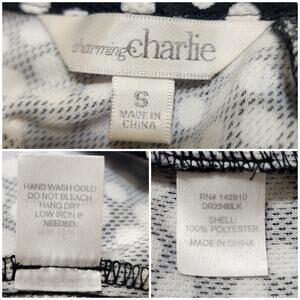 charming charlie
S
MADE IN
CHINA
HAND WASH COLD
DO NOT BLEACH
HANG DRY
LOW IRON IF
NEEDED
RN# 142910
DR224BLK
SHELL:
100% POLYESTER
MADE IN CHINA